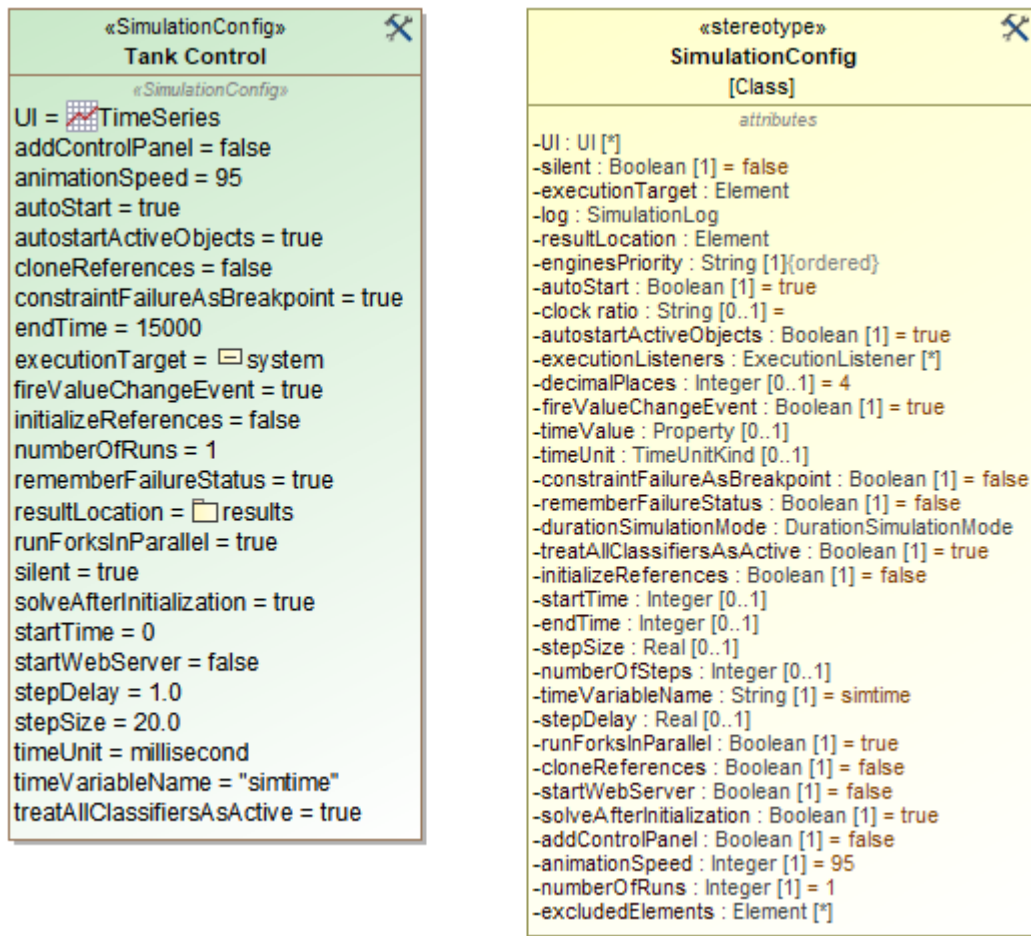 «SimulationConfig»
Tank Control
«SimulationConfig»
UI = TimeSeries
addControlPanel = false
animationSpeed = 95
autoStart = true
autostartActiveObjects = true
cloneReferences = false
constraintFailureAsBreakpoint = true
endTime = 15000
executionTarget = system
fireValueChangeEvent = true
initializeReferences = false
numberOfRuns = 1
rememberFailureStatus = true
resultLocation = results
runForksInParallel = true
silent = true
solveAfterInitialization = true
startTime = 0
startWebServer = false
stepDelay = 1.0
stepSize = 20.0
timeUnit = millisecond
timeVariableName = "simtime"
treatAllClassifiersAsActive = true
«stereotype»
SimulationConfig
[Class]
attributes
-UI : UI [*]
-silent : Boolean [1] = false
-executionTarget : Element
-log : SimulationLog
-resultLocation : Element
-enginesPriority : String [1]{ordered}
-autoStart : Boolean [1] = true
-clock ratio : String [0..1] =
-autostartActiveObjects : Boolean [1] = true
-executionListeners : ExecutionListener [*]
-decimalPlaces : Integer [0..1] = 4
-fireValueChangeEvent : Boolean [1] = true
-timeValue : Property [0..1]
-timeUnit : TimeUnitKind [0..1]
-constraintFailureAsBreakpoint : Boolean [1] = false
-rememberFailureStatus : Boolean [1] = false
-durationSimulationMode : DurationSimulationMode
-treatAllClassifiersAsActive : Boolean [1] = true
-initializeReferences : Boolean [1] = false
-startTime : Integer [0..1]
-endTime : Integer [0..1]
-stepSize : Real [0..1]
-numberOfSteps : Integer [0..1]
-timeVariableName : String [1] = simtime
-stepDelay : Real [0..1]
-runForksInParallel : Boolean [1] = true
-cloneReferences : Boolean [1] = false
-startWebServer : Boolean [1] = false
-solveAfterInitialization : Boolean [1] = true
-addControlPanel : Boolean [1] = false
-animationSpeed : Integer [1] = 95
-numberOfRuns : Integer [1] = 1
-excludedElements : Element [*]